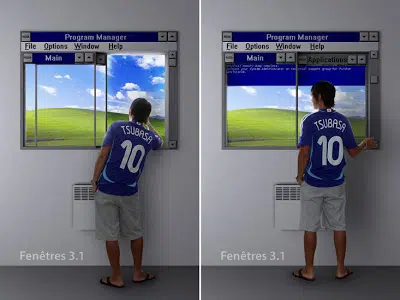 Program Manager
File Options Window Help
Main
TSUBASA
10
Fenêtres 3.1
Program Manager
File Options Window Help
Main
Applications
TSUBASA
10
Fenêtres 3.1